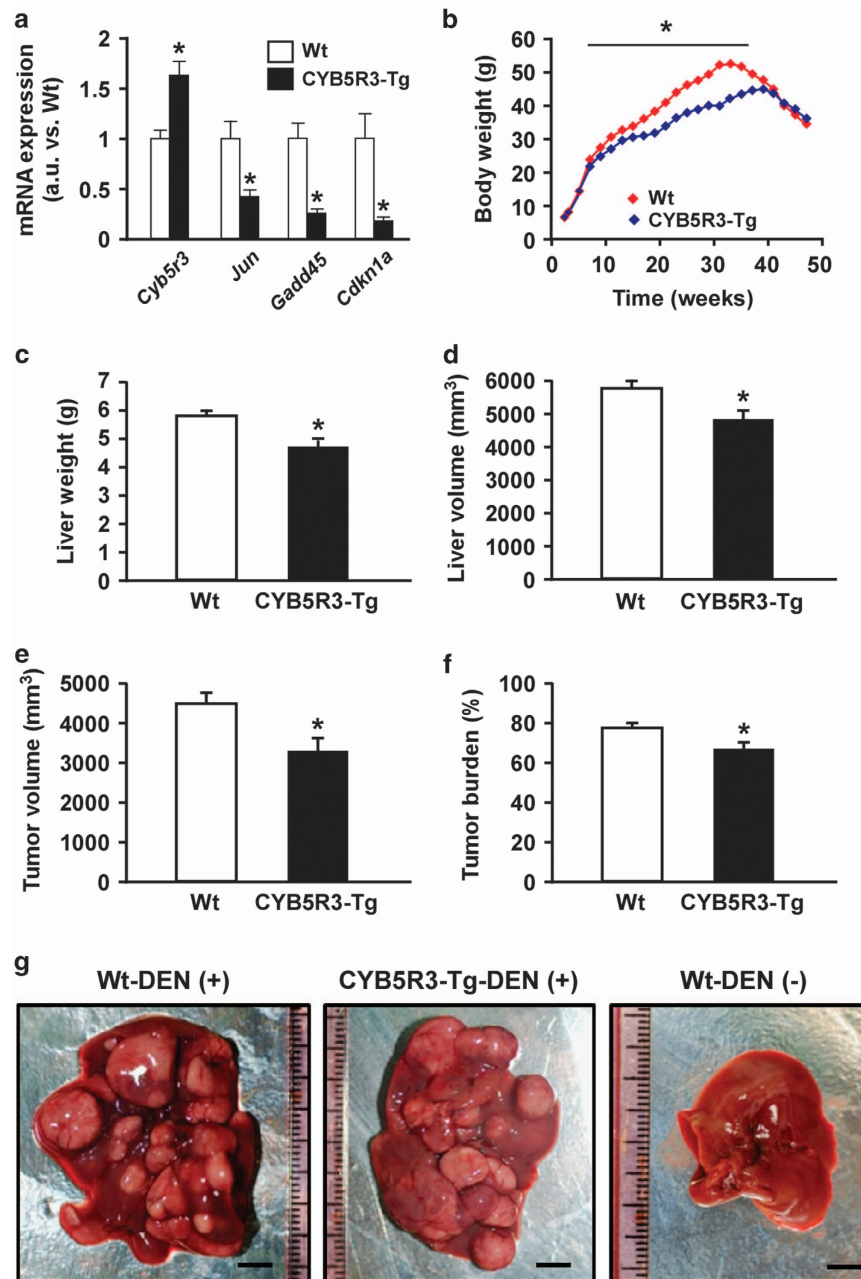 a
mRNA expression
(a.u. vs. Wt)
2
1.5
1
0.5
0
*
*
*
*
Wt
CYB5R3-Tg
Cyb5r3
Jun
Gadd45
Cdkn1a
b
Body weight (g)
60
50
40
30
20
10
0
*
Wt
CYB5R3-Tg
0 10 20 30 40 50
Time (weeks)
c
Liver weight (g)
7
6
5
4
3
2
1
0
*
Wt CYB5R3-Tg
d
Liver volume (mm³)
6000
5000
4000
3000
2000
1000
0
*
Wt CYB5R3-Tg
e
Tumor volume (mm³)
5000
4000
3000
2000
1000
0
*
Wt CYB5R3-Tg
f
Tumor burden (%)
100
80
60
40
20
0
*
Wt CYB5R3-Tg
g
Wt-DEN (+) CYB5R3-Tg-DEN (+) Wt-DEN (-)